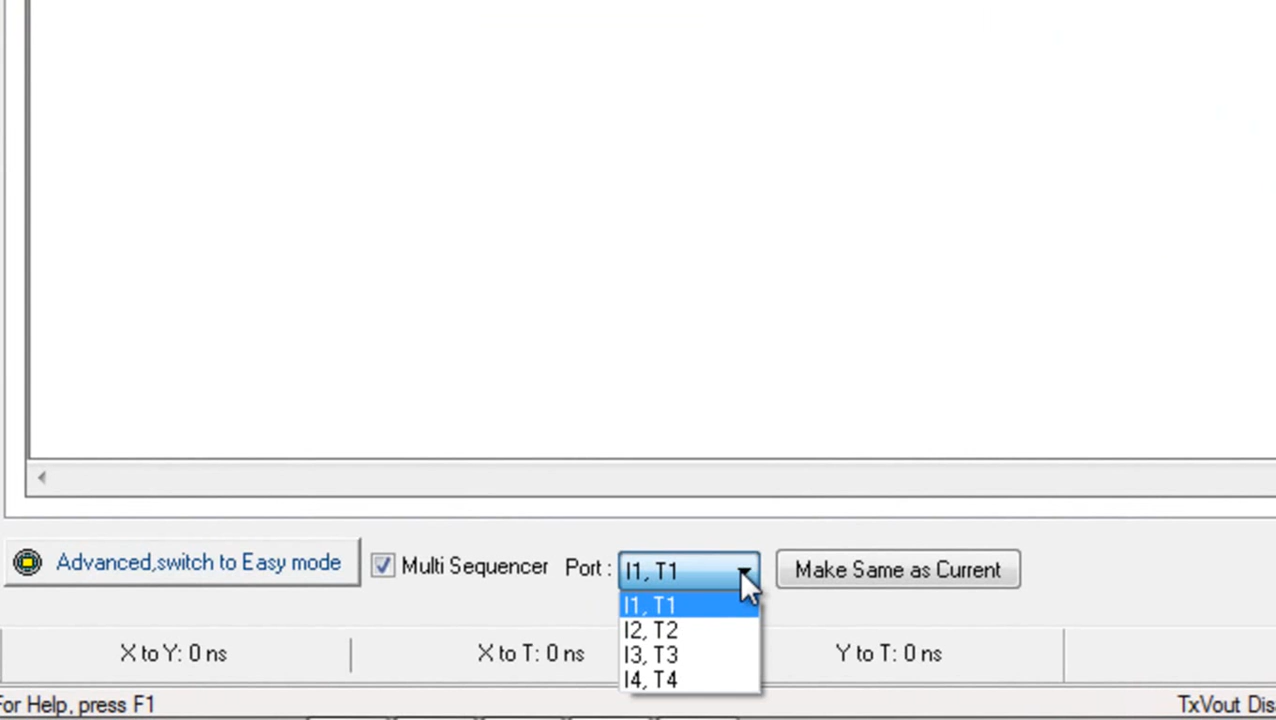 Advanced,switch to Easy mode
Multi Sequencer
Port :
I1, T1
Make Same as Current
I1, T1
I2, T2
I3, T3
I4, T4
X to Y: 0 ns
X to T: 0 ns
Y to T: 0 ns
For Help, press F1
TxVout Dis